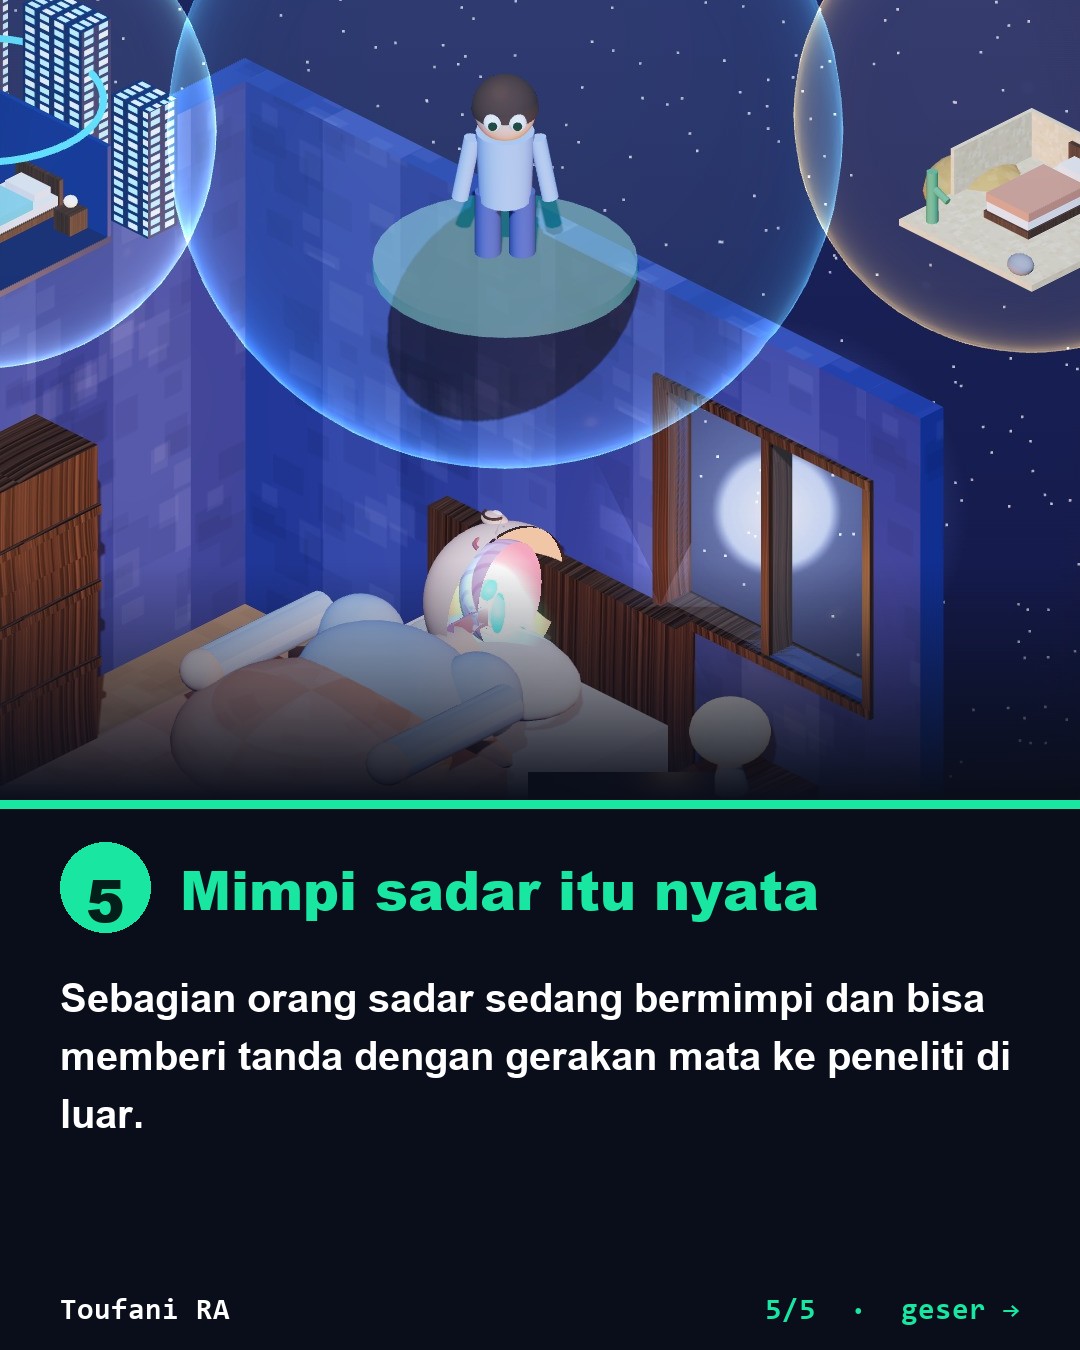 5 Mimpi sadar itu nyata
Sebagian orang sadar sedang bermimpi dan bisa
memberi tanda dengan gerakan mata ke peneliti di
luar.
Toufani RA 5/5 · geser →